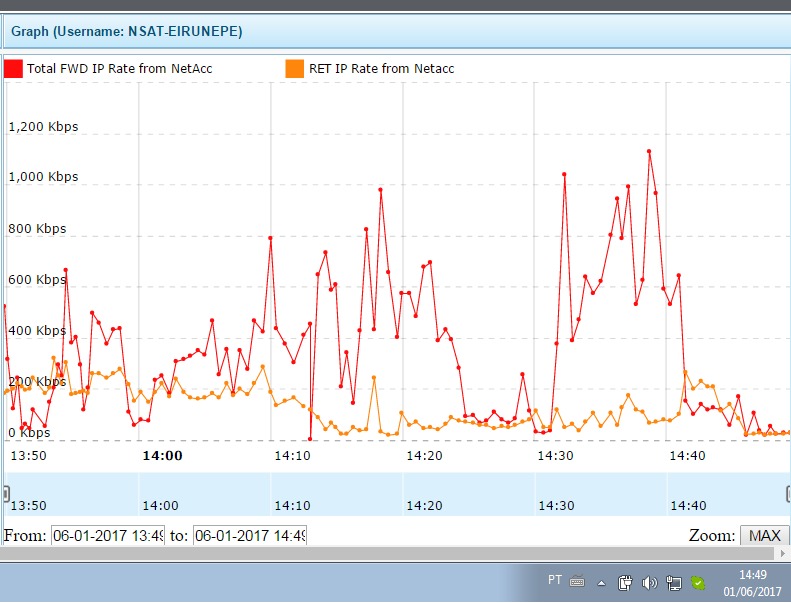 Graph (Username: NSAT-EIRUNEPE)
Total FWD IP Rate from NetAcc RET IP Rate from Netacc
1,200 Kbps
1,000 Kbps
800 Kbps
600 Kbps
400 Kbps
200 Kbps
0 Kbps
13:50 14:00 14:10 14:20 14:30 14:40
13:50 14:00 14:10 14:20 14:30 14:40
From: 06-01-2017 13:49 to: 06-01-2017 14:49 Zoom: MAX
PT 14:49
01/06/2017